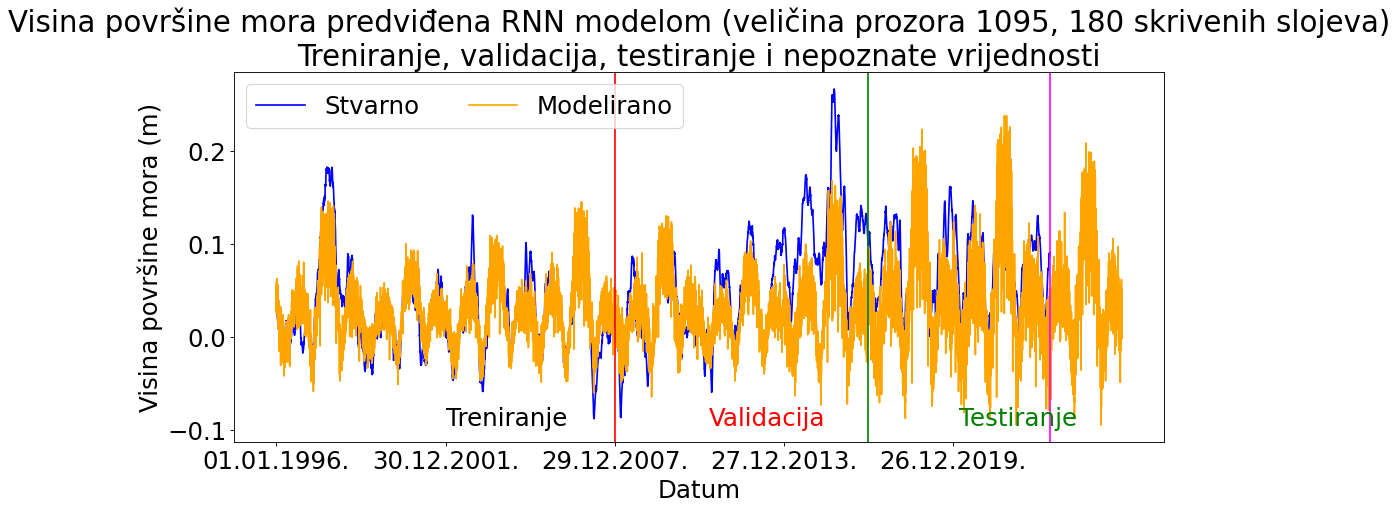 Visina površine mora predviđena RNN modelom (veličina prozora 1095, 180 skrivenih slojeva)
Treniranje, validacija, testiranje i nepoznate vrijednosti
Stvarno
Modelirano
Visina površine mora (m)
0.2
0.1
0.0
−0.1
Treniranje
Validacija
Testiranje
01.01.1996.
30.12.2001.
29.12.2007.
27.12.2013.
26.12.2019.
Datum